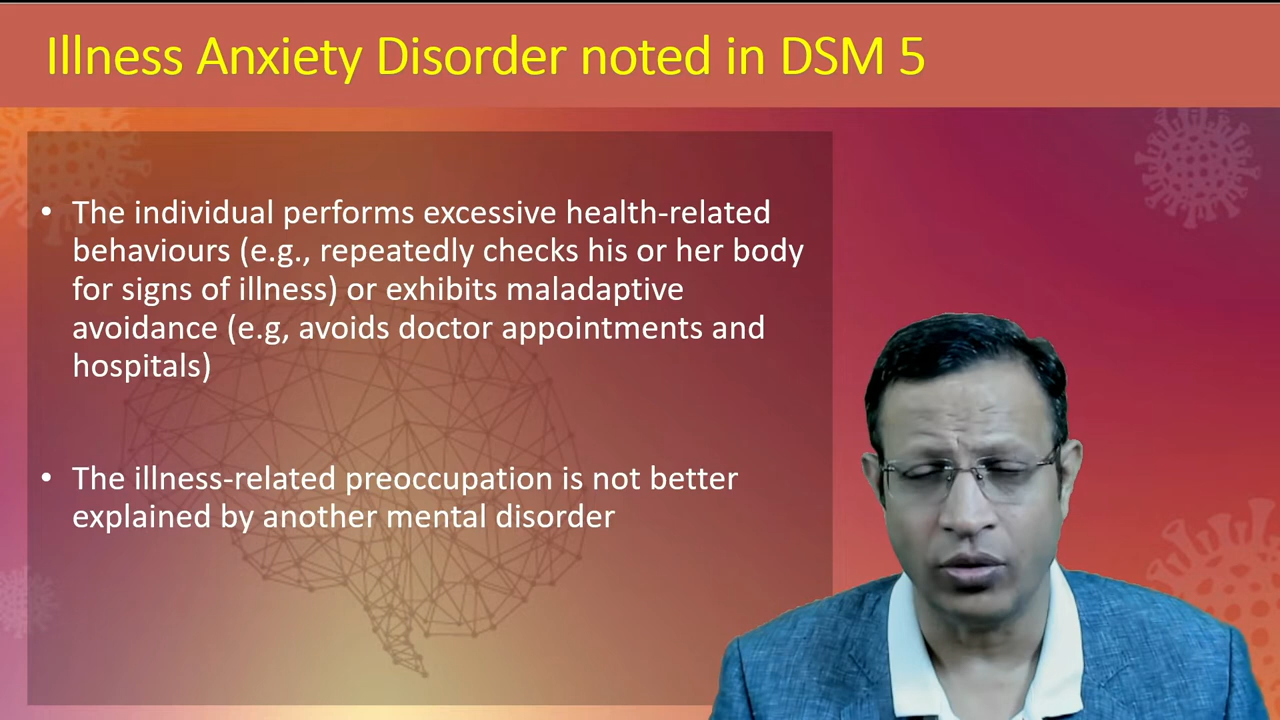 Illness Anxiety Disorder noted in DSM 5
• The individual performs excessive health-related
behaviours (e.g., repeatedly checks his or her body
for signs of illness) or exhibits maladaptive
avoidance (e.g, avoids doctor appointments and
hospitals)
• The illness-related preoccupation is not better
explained by another mental disorder